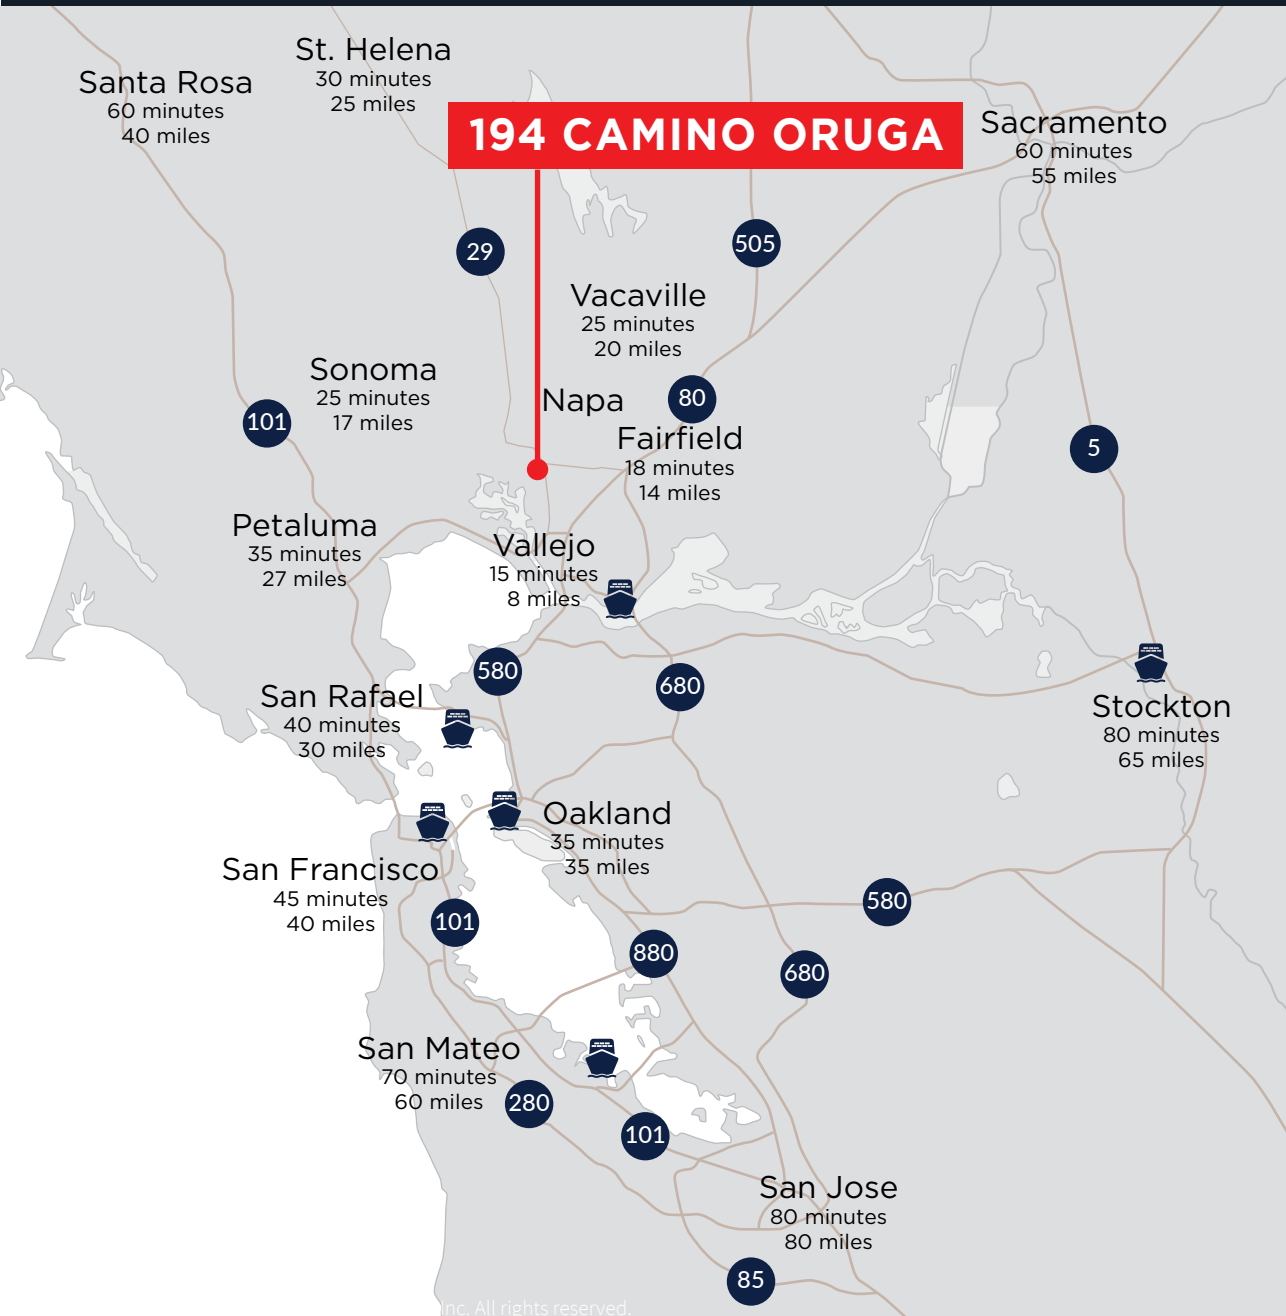 St. Helena
30 minutes
25 miles
Santa Rosa
60 minutes
40 miles
194 CAMINO ORUGA
Sacramento
60 minutes
55 miles
29
505
Vacaville
25 minutes
20 miles
Sonoma
25 minutes
17 miles
101
Napa
80
Fairfield
18 minutes
14 miles
5
Petaluma
35 minutes
27 miles
Vallejo
15 minutes
8 miles
580
680
San Rafael
40 minutes
30 miles
Stockton
80 minutes
65 miles
Oakland
35 minutes
35 miles
San Francisco
45 minutes
40 miles
101
580
880
680
San Mateo
70 minutes
60 miles
280
101
San Jose
80 minutes
80 miles
85
Inc. All rights reserved.